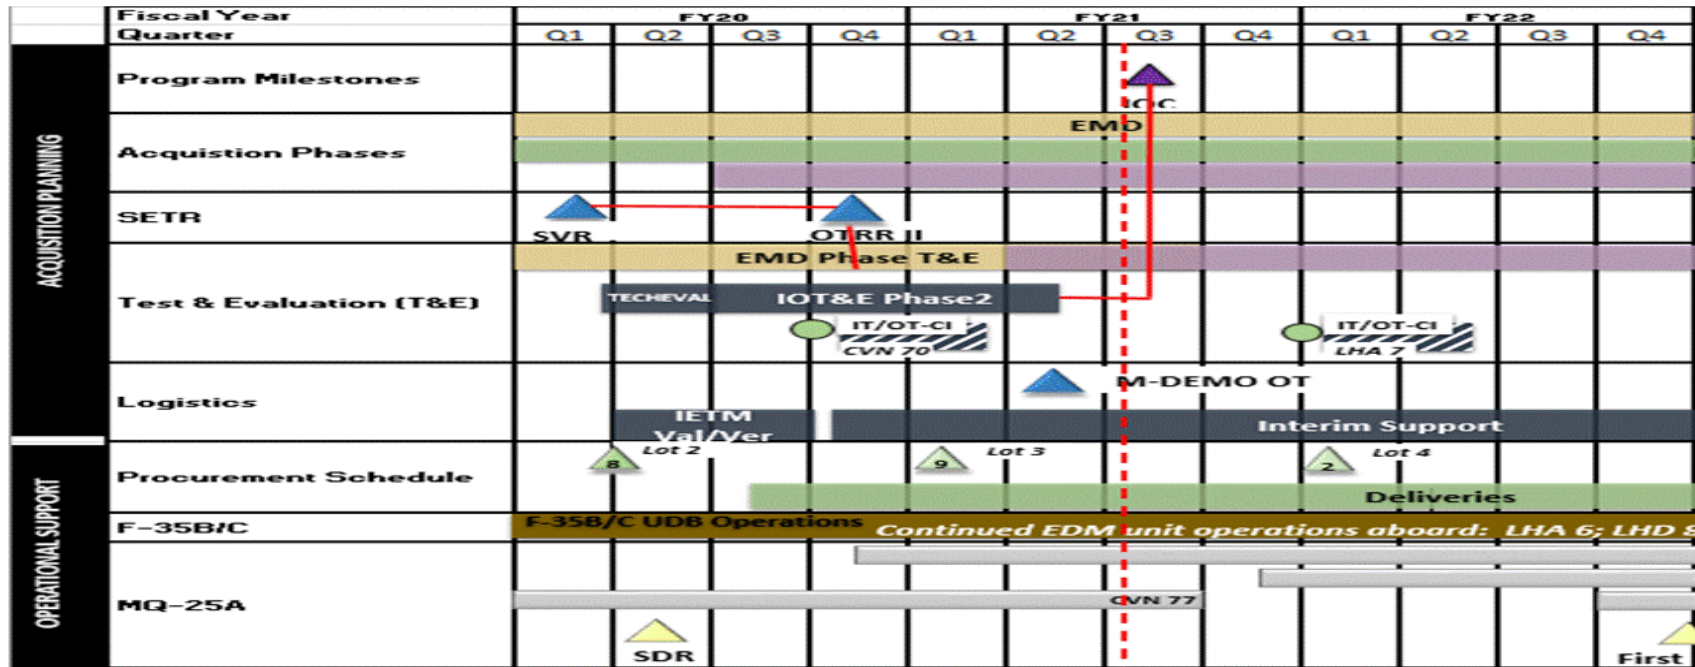 Fiscal Year FY20 FY21 FY22
Quarter Q1 Q2 Q3 Q4 Q1 Q2 Q3 Q4 Q1 Q2 Q3 Q4
ACQUISITION PLANNING
Program Milestones
IOC
Acquistion Phases
EMD
SETR
SVR OTRR II
Test & Evaluation (T&E)
EMD Phase T&E
TECHEVAL IOT&E Phase2
IT/OT-CI IT/OT-CI
CVN 70 LHA 7
Logistics
M-DEMO OT
IETM
Val/Ver
Interim Support
OPERATIONAL SUPPORT
Procurement Schedule
8 Lot 2 9 Lot 3 2 Lot 4
Deliveries
F-35B/C
F-35B/C UDB Operations
Continued EDM unit operations aboard: LHA 6; LHD 8
MQ-25A
CVN 77
SDR First